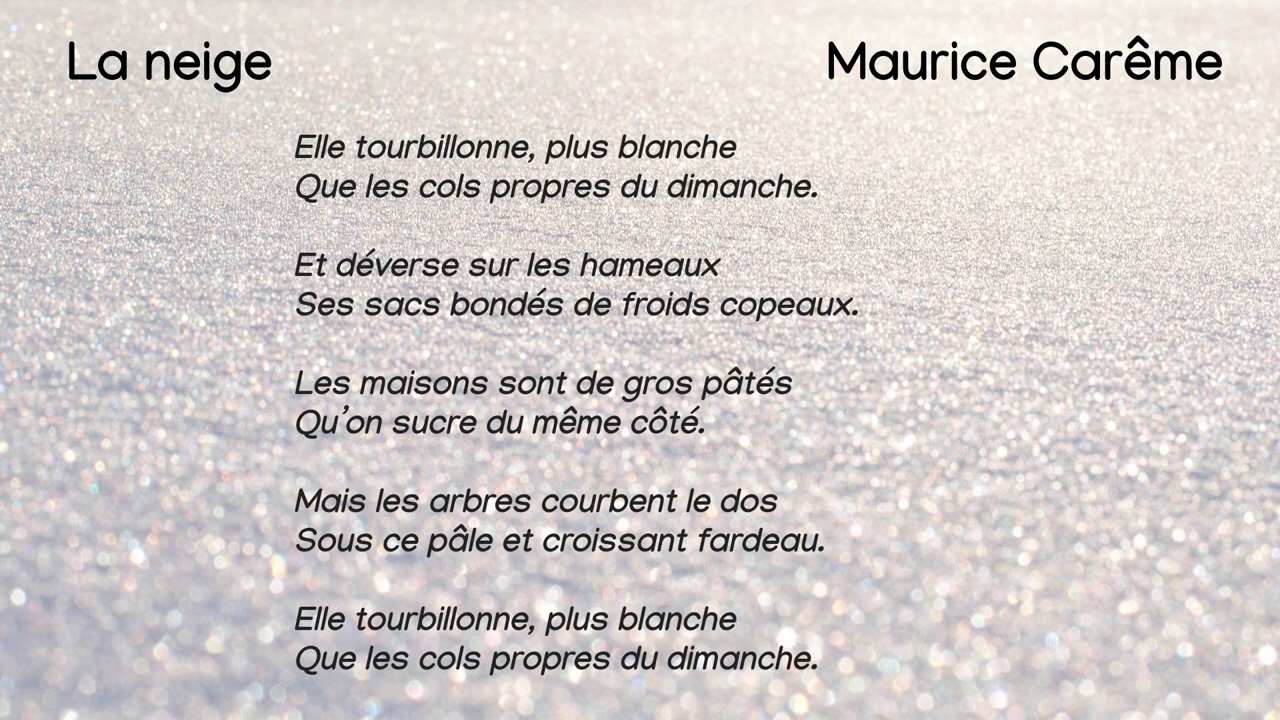 La neige
Maurice Carême
Elle tourbillonne, plus blanche
Que les cols propres du dimanche.
Et déverse sur les hameaux
Ses sacs bondés de froids copeaux.
Les maisons sont de gros pâtés
Qu’on sucre du même côté.
Mais les arbres courbent le dos
Sous ce pâle et croissant fardeau.
Elle tourbillonne, plus blanche
Que les cols propres du dimanche.